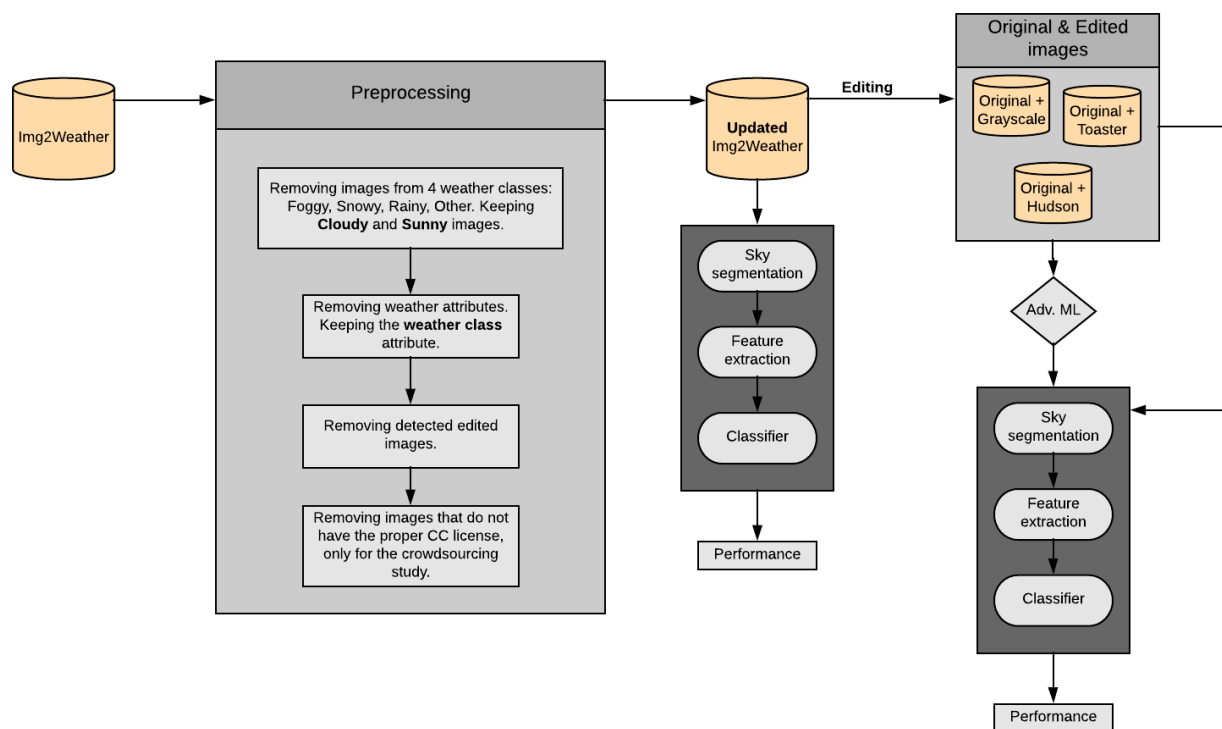 Img2Weather
Preprocessing
Removing images from 4 weather classes:
Foggy, Snowy, Rainy, Other. Keeping
Cloudy and Sunny images.
Removing weather attributes.
Keeping the weather class
attribute.
Removing detected edited
images.
Removing images that do not
have the proper CC license,
only for the crowdsourcing
study.
Updated
Img2Weather
Editing
Sky
segmentation
Feature
extraction
Classifier
Performance
Original & Edited
images
Original +
Grayscale
Original +
Toaster
Original +
Hudson
Adv. ML
Sky
segmentation
Feature
extraction
Classifier
Performance